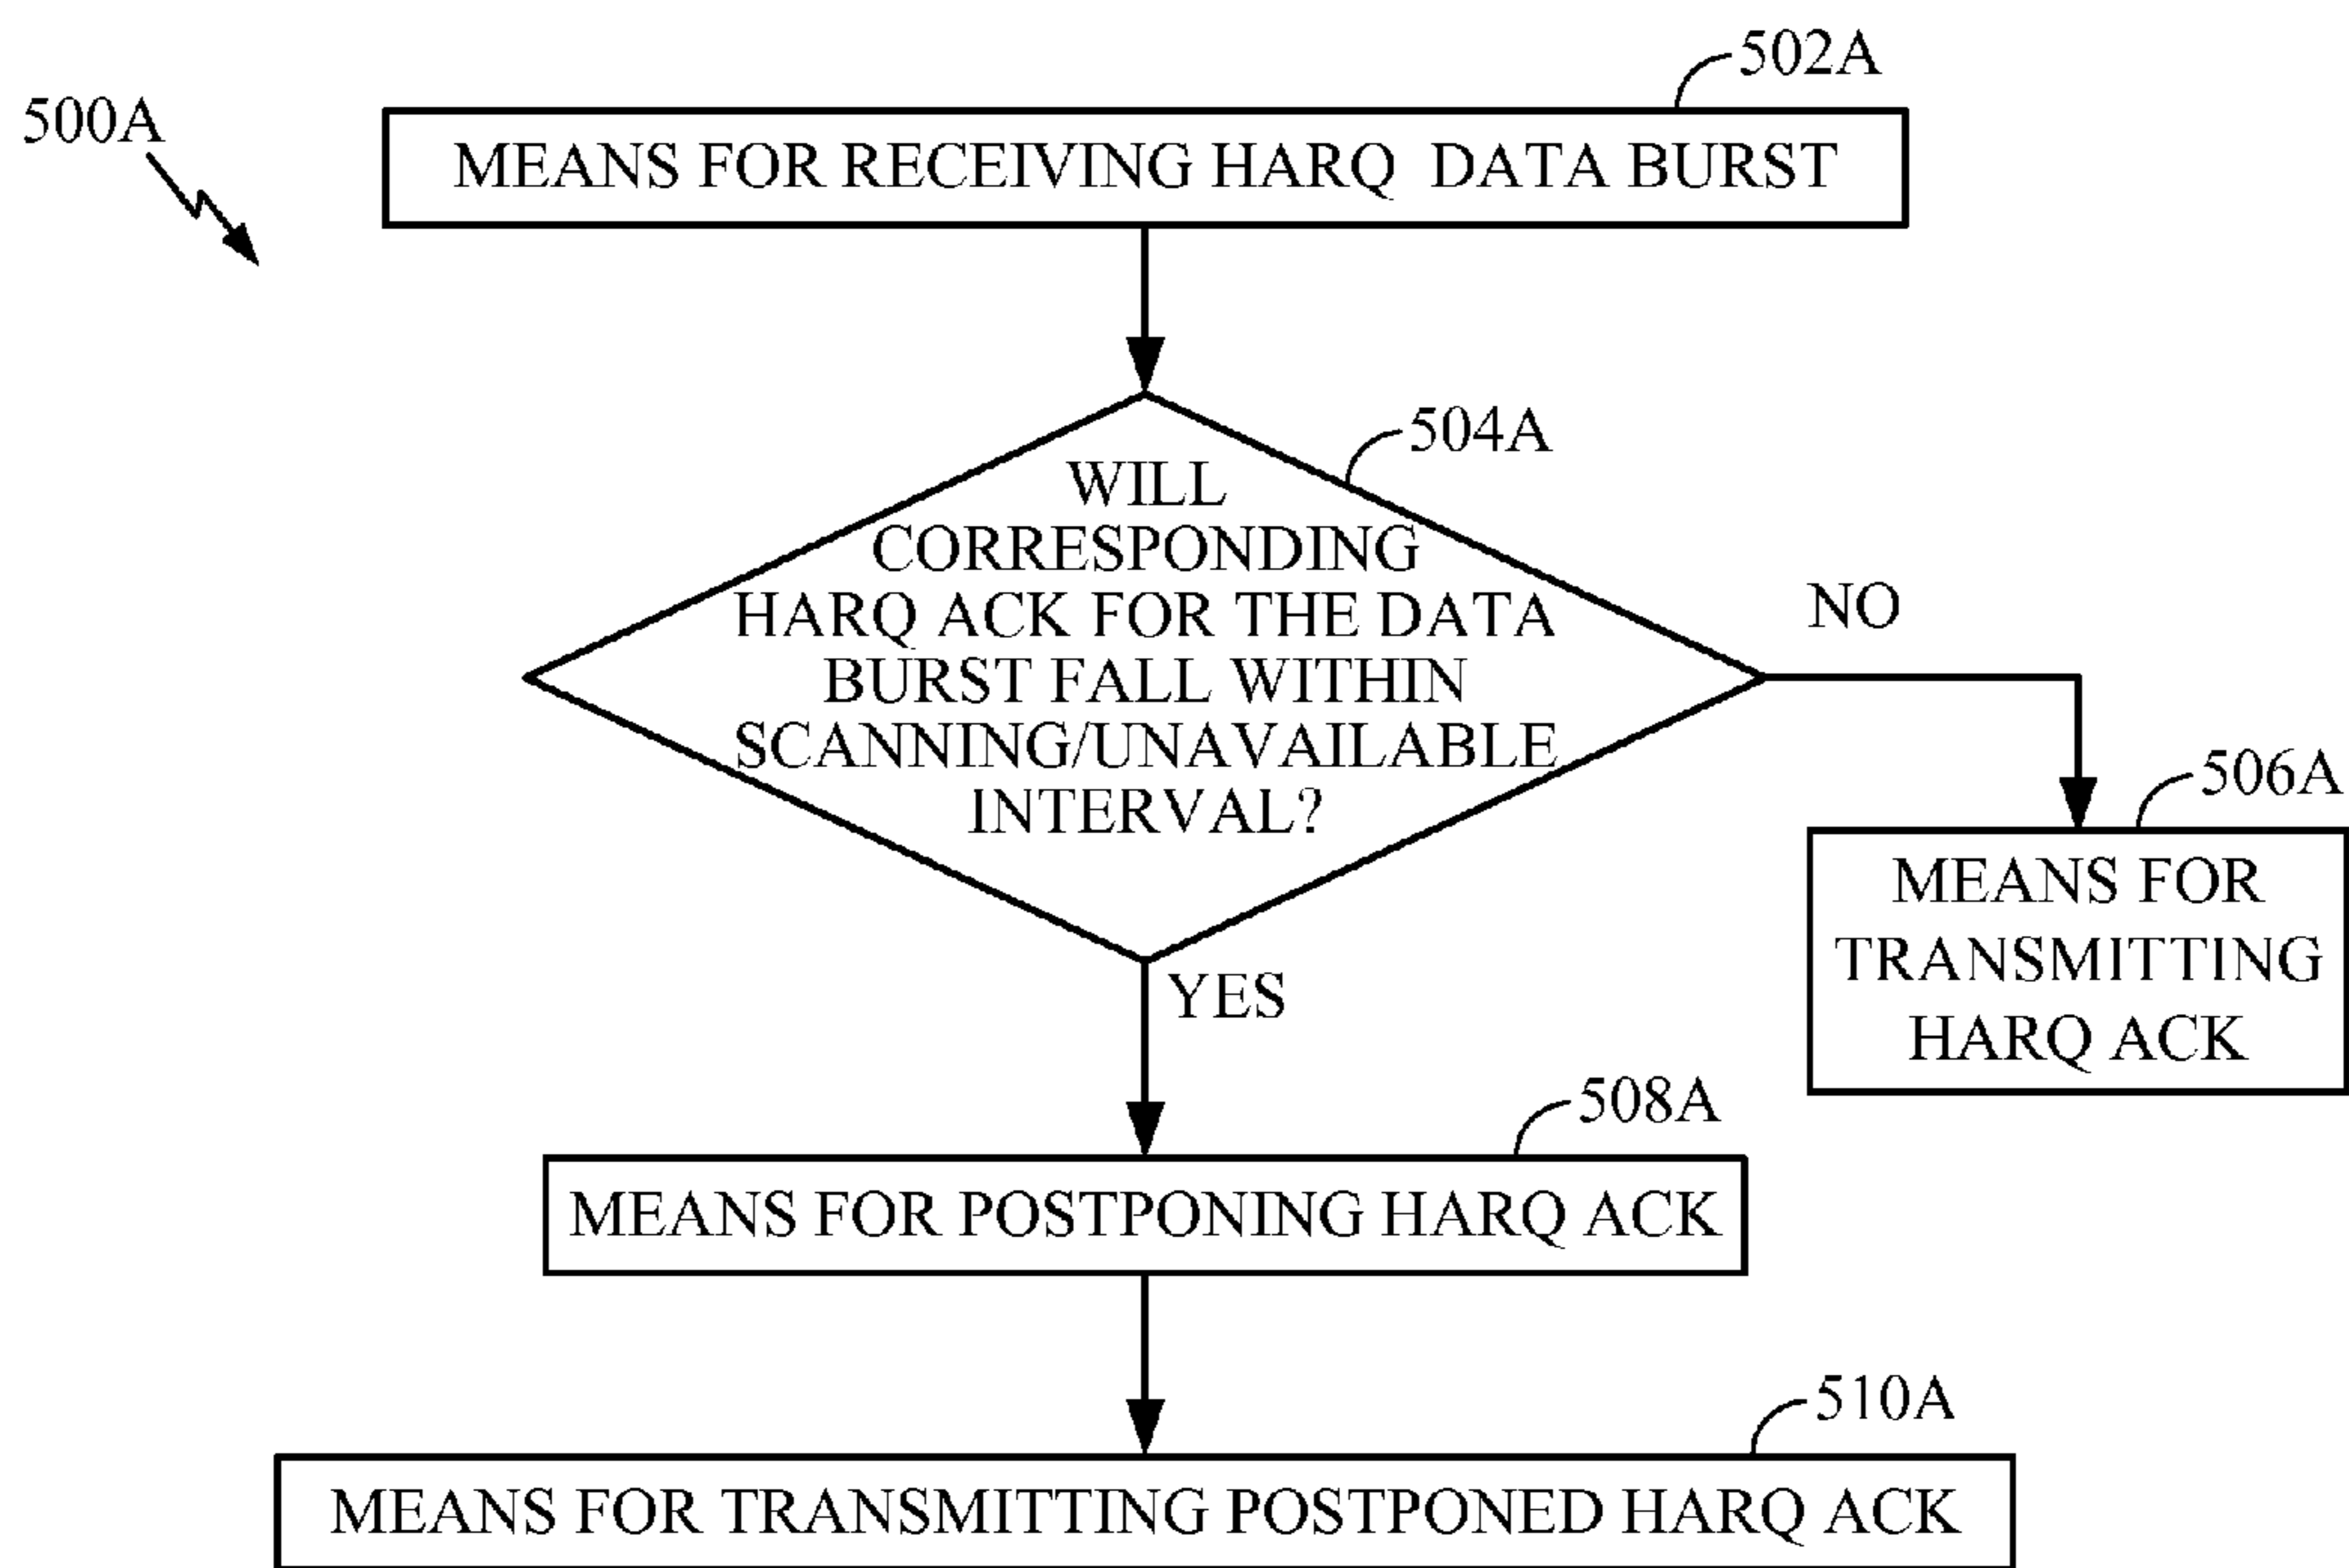 502A
500A
MEANS FOR RECEIVING HARQ DATA BURST
504A
WILL
CORRESPONDING
HARQ ACK FOR THE DATA
BURST FALL WITHIN
SCANNING/UNAVAILABLE
INTERVAL?
NO
506A
MEANS FOR
TRANSMITTING
HARQ ACK
YES
508A
MEANS FOR POSTPONING HARQ ACK
510A
MEANS FOR TRANSMITTING POSTPONED HARQ ACK